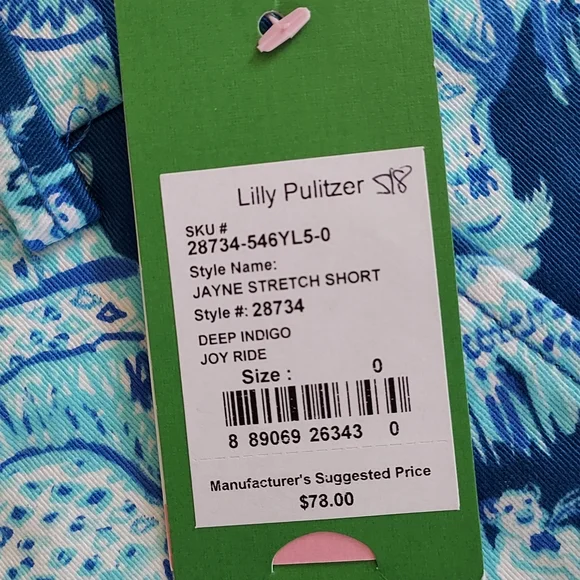 Lilly Pulitzer
SKU #
28734-546YL5-0
Style Name:
JAYNE STRETCH SHORT
Style #: 28734
DEEP INDIGO
JOY RIDE
Size : 0
8 89069 26343 0
Manufacturer's Suggested Price
$78.00